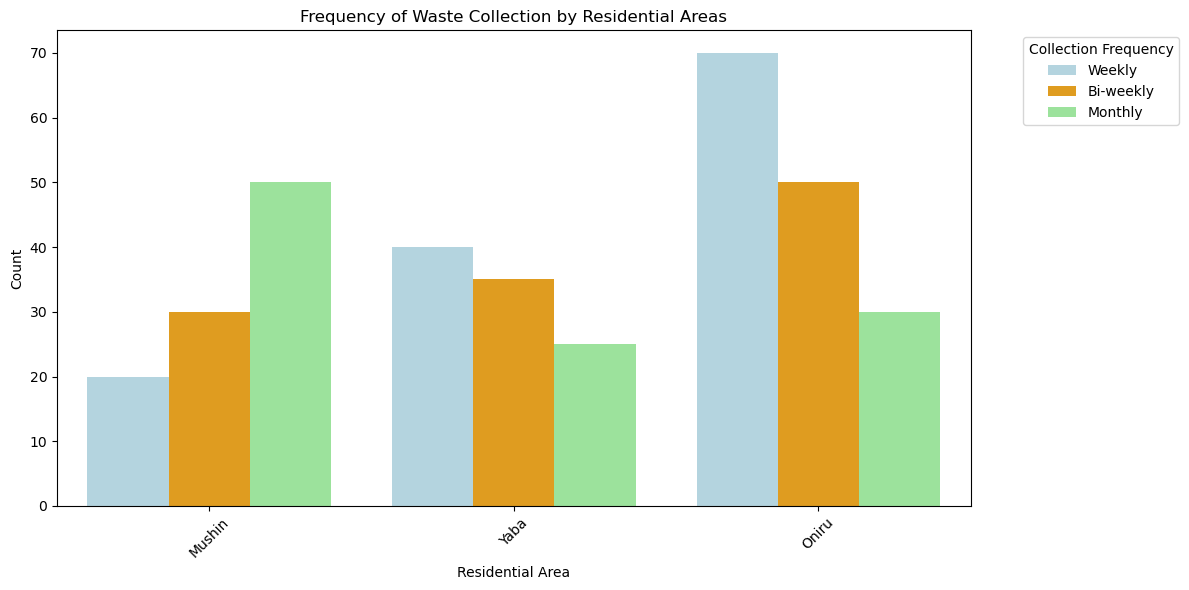 Frequency of Waste Collection by Residential Areas
Collection Frequency
Weekly
Bi-weekly
Monthly
Count
70
60
50
40
30
20
10
0
Mushin
Yaba
Oniru
Residential Area